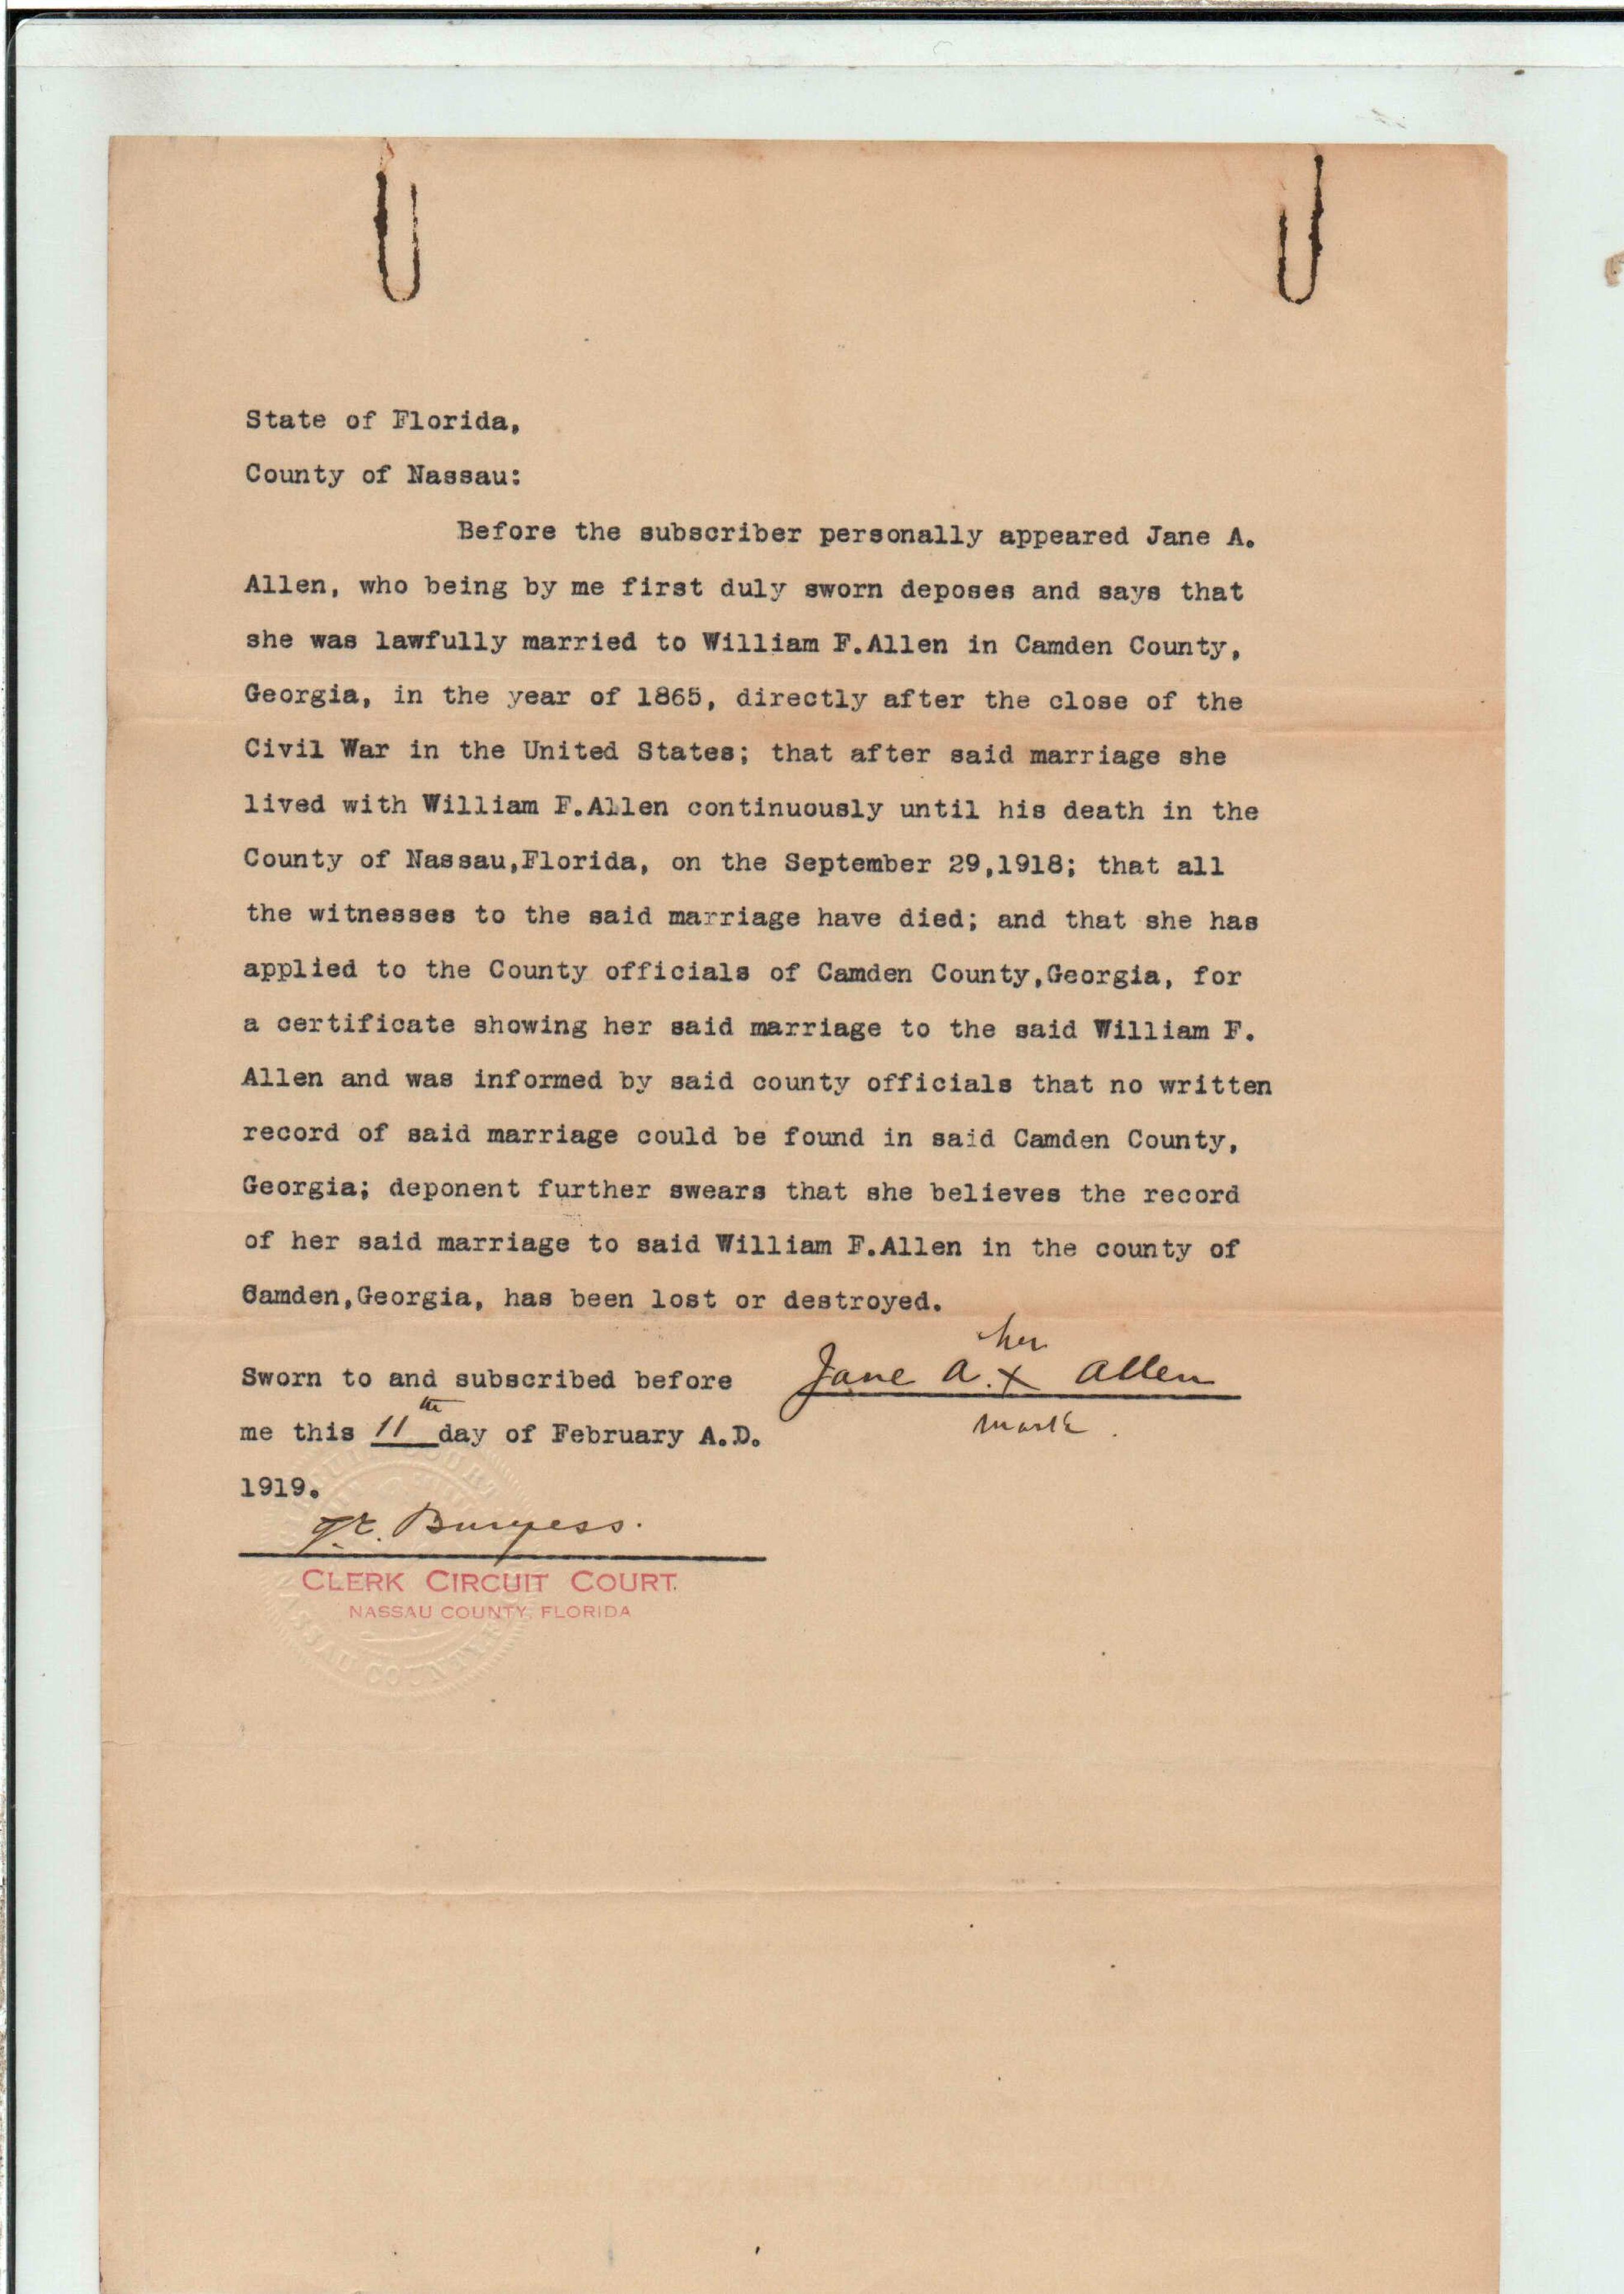 State of Florida,
County of Nassau:
Before the subscriber personally appeared Jane A.
Allen, who being by me first duly sworn deposes and says that
she was lawfully married to William F.Allen in Camden County,
Georgia, in the year of 1865, directly after the close of the
Civil War in the United States; that after said marriage she
lived with William F.Allen continuously until his death in the
County of Nassau,Florida, on the September 29,1918; that all
the witnesses to the said marriage have died; and that she has
applied to the County officials of Camden County,Georgia, for
a certificate showing her said marriage to the said William F.
Allen and was informed by said county officials that no written
record of said marriage could be found in said Camden County,
Georgia; deponent further swears that she believes the record
of her said marriage to said William F.Allen in the county of
Camden,Georgia, has been lost or destroyed.
her
Jane A. X Allen
mark.
Sworn to and subscribed before
me this 11th day of February A.D.
1919.
Burgess.
CLERK CIRCUIT COURT.
NASSAU COUNTY, FLORIDA